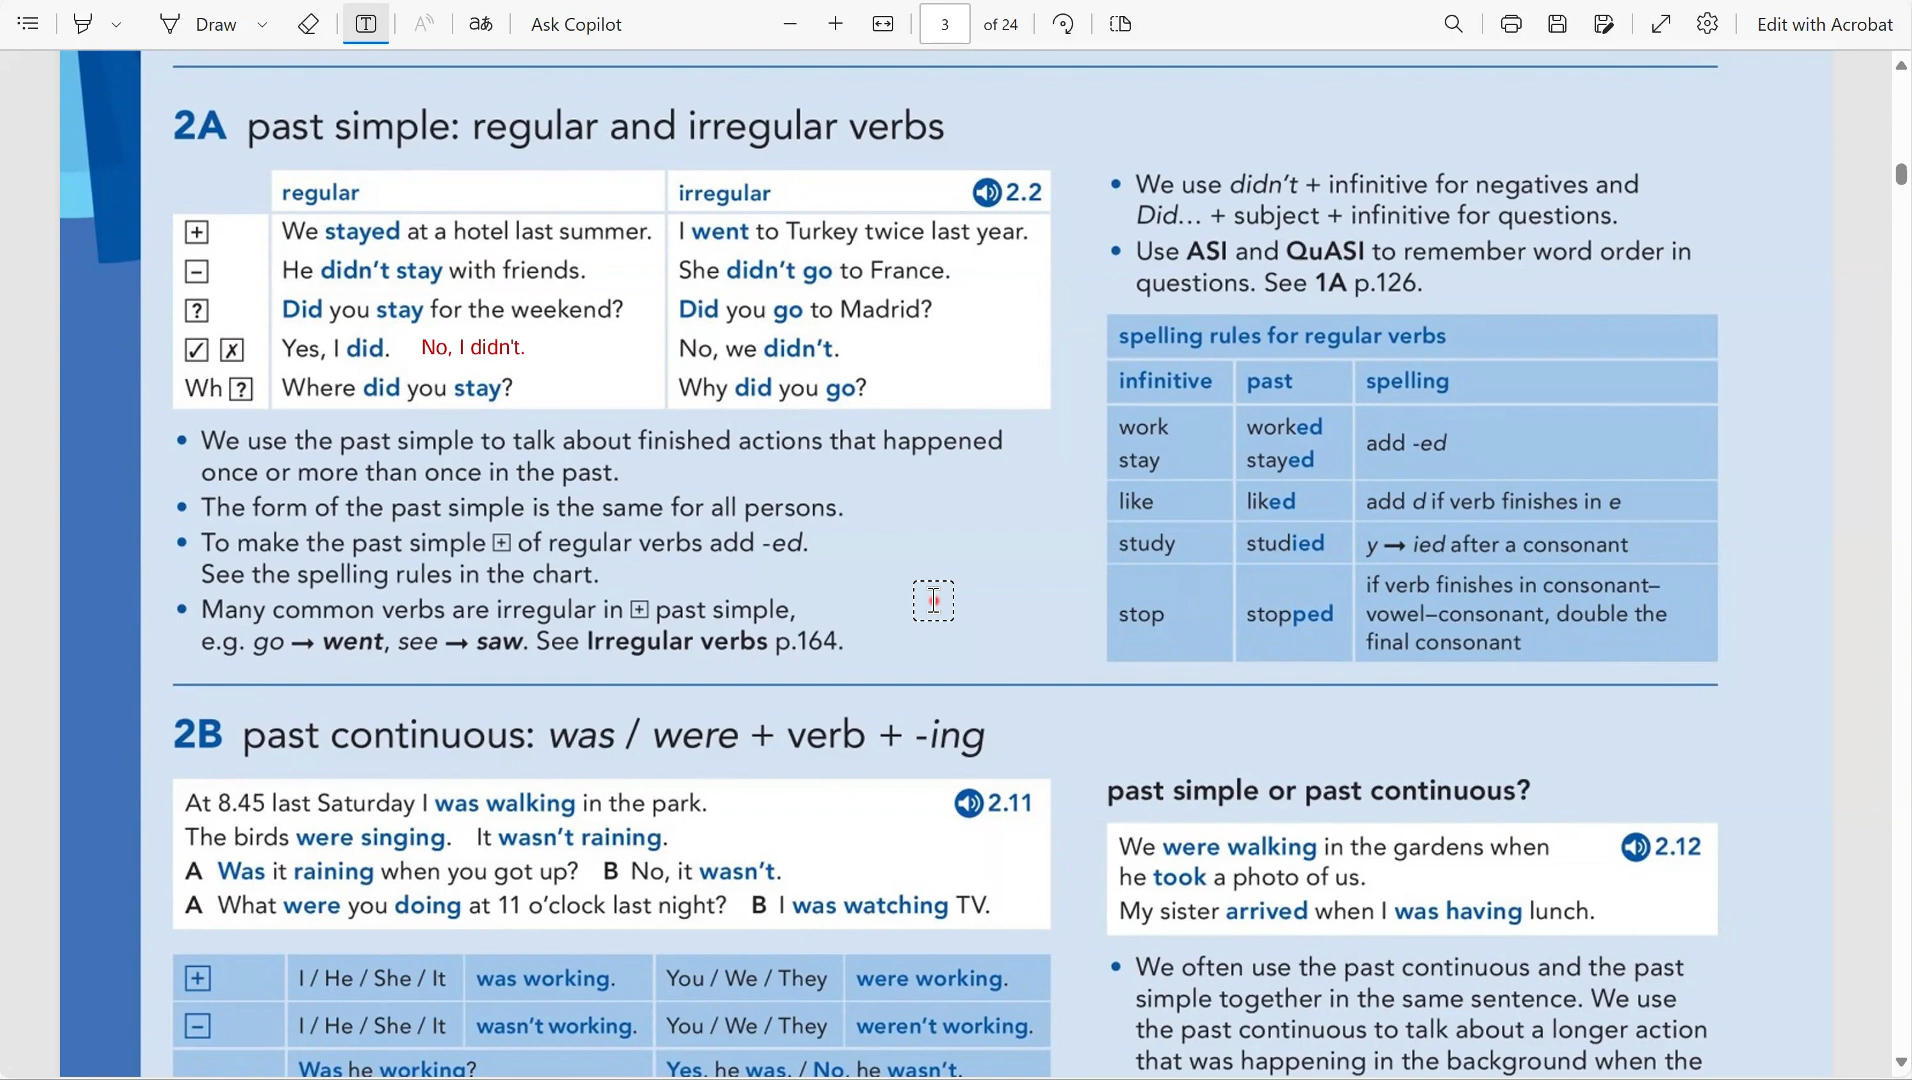 Draw
Ask Copilot
3 of 24
Edit with Acrobat
2A past simple: regular and irregular verbs
regular irregular 2.2
+ We stayed at a hotel last summer. I went to Turkey twice last year.
− He didn't stay with friends. She didn't go to France.
? Did you stay for the weekend? Did you go to Madrid?
✓ ✗ Yes, I did. No, I didn't. No, we didn't.
Wh ? Where did you stay? Why did you go?
• We use the past simple to talk about finished actions that happened
once or more than once in the past.
• The form of the past simple is the same for all persons.
• To make the past simple + of regular verbs add -ed.
See the spelling rules in the chart.
• Many common verbs are irregular in + past simple,
e.g. go → went, see → saw. See Irregular verbs p.164.
• We use didn't + infinitive for negatives and
Did… + subject + infinitive for questions.
• Use ASI and QuASI to remember word order in
questions. See 1A p.126.
spelling rules for regular verbs
infinitive past spelling
work worked
stay stayed
add -ed
like liked add d if verb finishes in e
study studied y → ied after a consonant
stop stopped
if verb finishes in consonant–
vowel–consonant, double the
final consonant
2B past continuous: was / were + verb + -ing
At 8.45 last Saturday I was walking in the park. 2.11
The birds were singing. It wasn't raining.
A Was it raining when you got up? B No, it wasn't.
A What were you doing at 11 o'clock last night? B I was watching TV.
+ I / He / She / It was working. You / We / They were working.
− I / He / She / It wasn't working. You / We / They weren't working.
Was he working? Yes, he was. / No, he wasn't.
past simple or past continuous?
We were walking in the gardens when 2.12
he took a photo of us.
My sister arrived when I was having lunch.
• We often use the past continuous and the past
simple together in the same sentence. We use
the past continuous to talk about a longer action
that was happening in the background when the